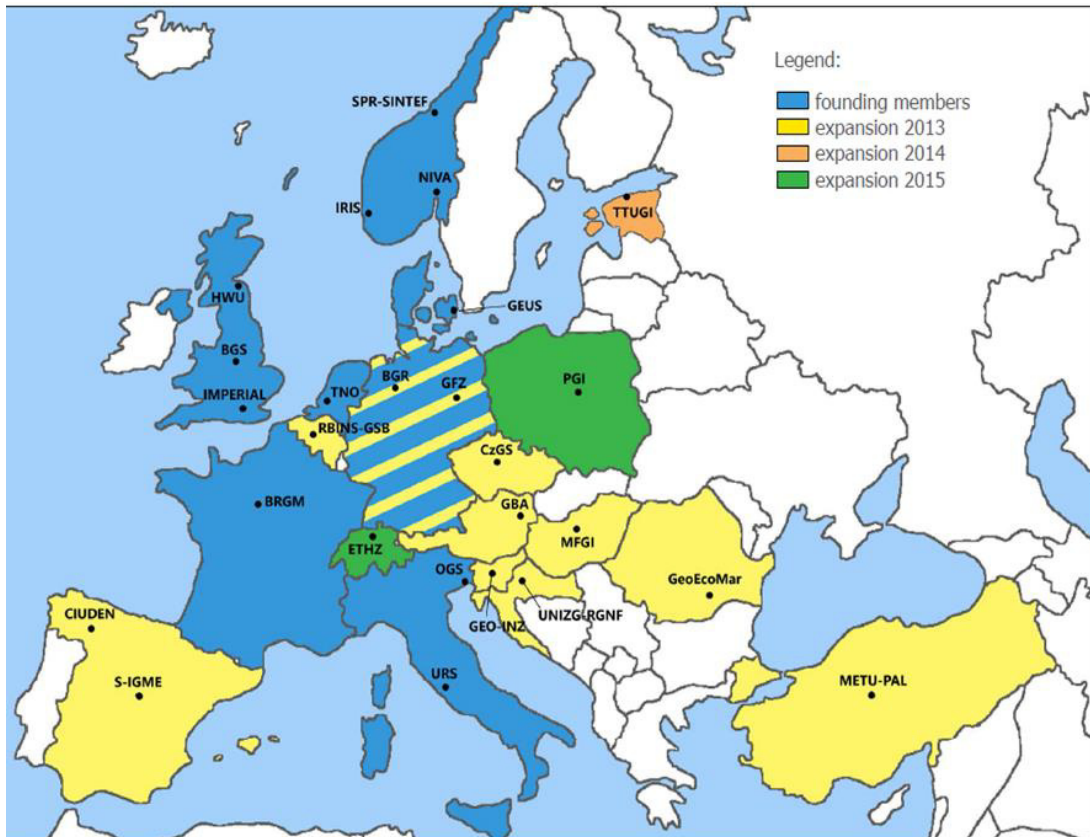 Legend:
founding members
expansion 2013
expansion 2014
expansion 2015
SPR-SINTEF
NIVA
IRIS
TTUGI
HWU
GEUS
BGS
BGR
GFZ
PGI
IMPERIAL
TNO
RBINS-GSB
CzGS
BRGM
GBA
ETHZ
MFGI
OGS
GeoEcoMar
CIUDEN
GEO-INZ
UNIZG-RGNF
S-IGME
URS
METU-PAL